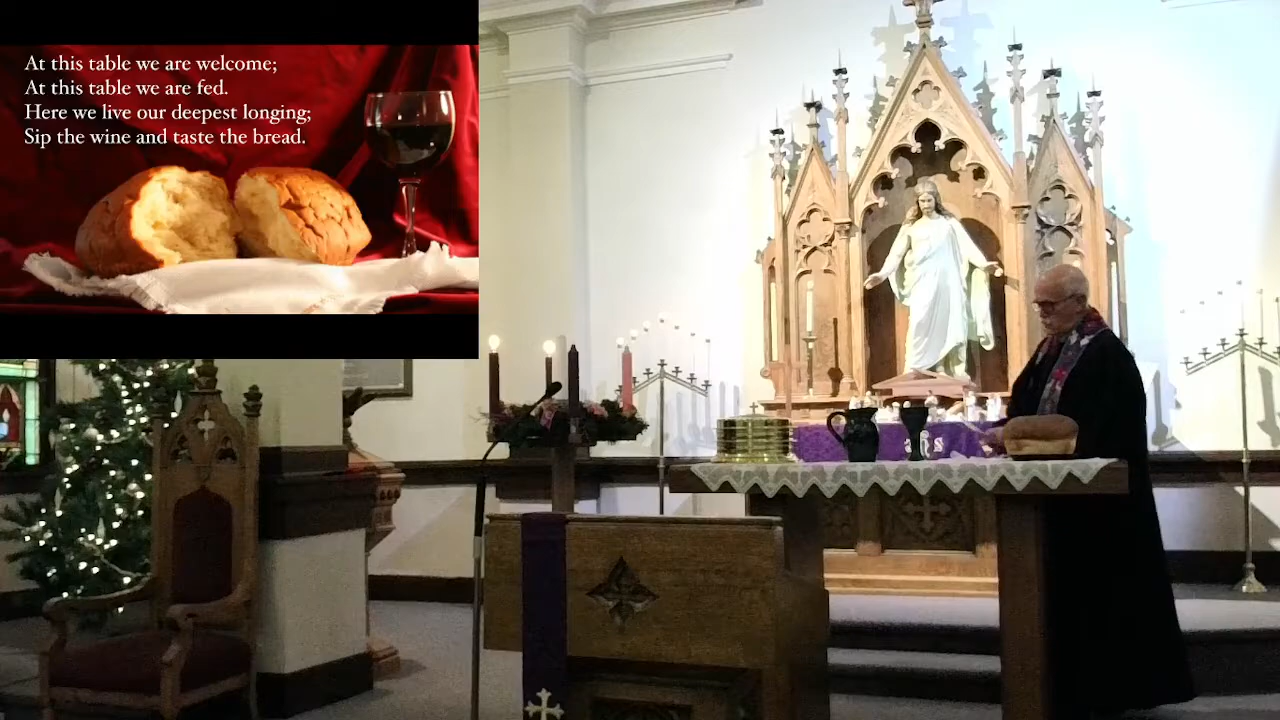 At this table we are welcome;
At this table we are fed.
Here we live our deepest longing;
Sip the wine and taste the bread.